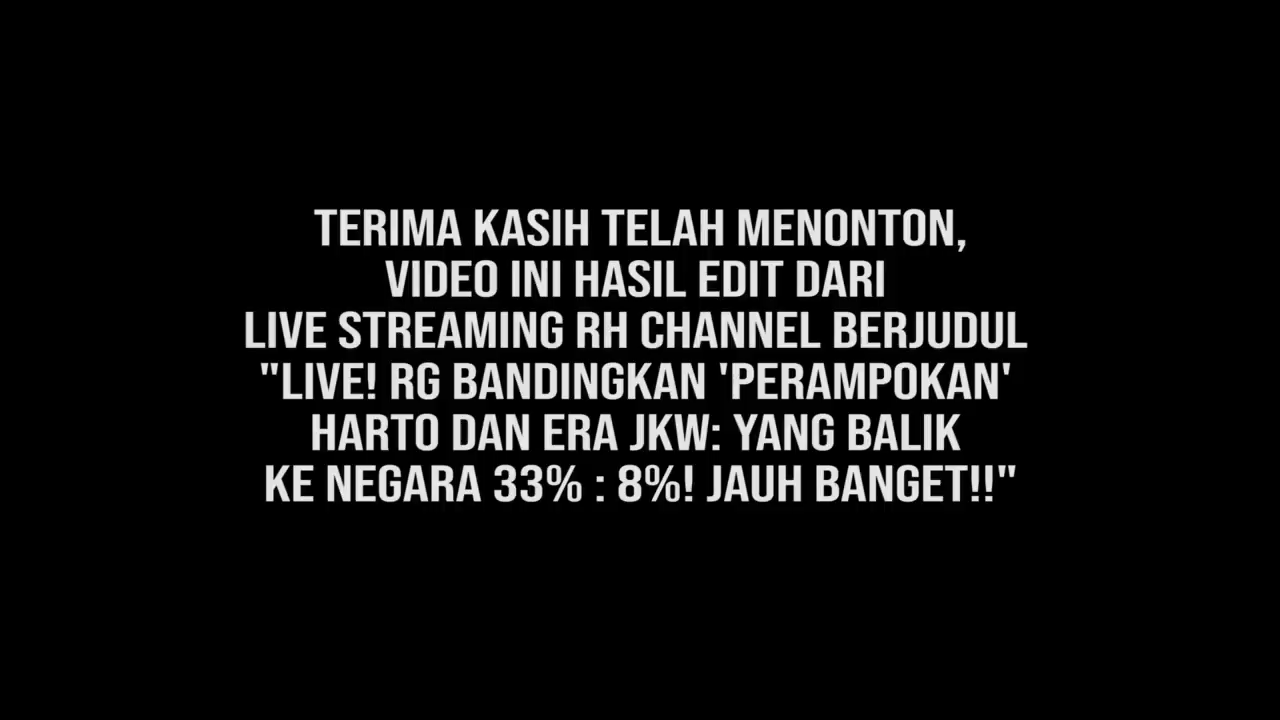 TERIMA KASIH TELAH MENONTON,
VIDEO INI HASIL EDIT DARI
LIVE STREAMING RH CHANNEL BERJUDUL
"LIVE! RG BANDINGKAN 'PERAMPOKAN'
HARTO DAN ERA JKW: YANG BALIK
KE NEGARA 33% : 8%! JAUH BANGET!!"